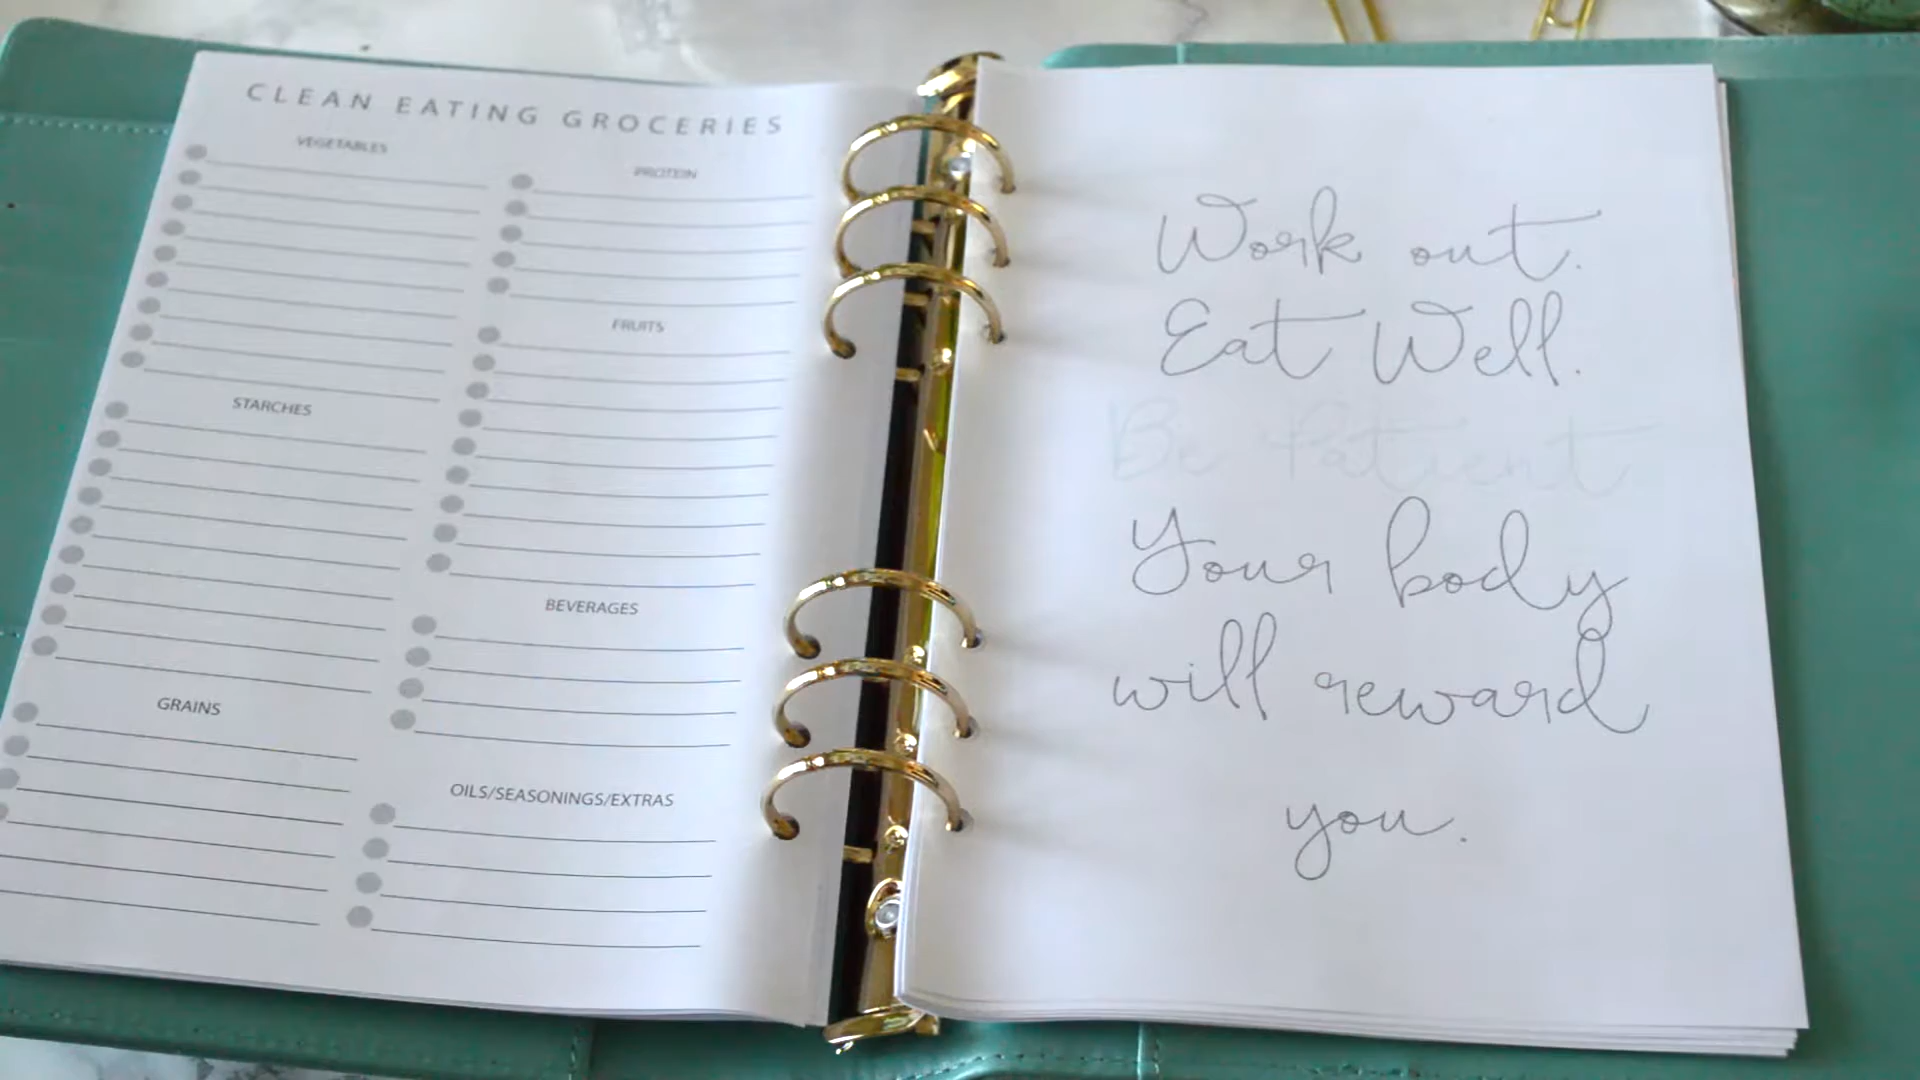 CLEAN EATING GROCERIES
VEGETABLES
STARCHES
GRAINS
PROTEIN
FRUITS
BEVERAGES
OILS/SEASONINGS/EXTRAS
Work out.
Eat Well.
Be Patient
Your body
will reward
you.